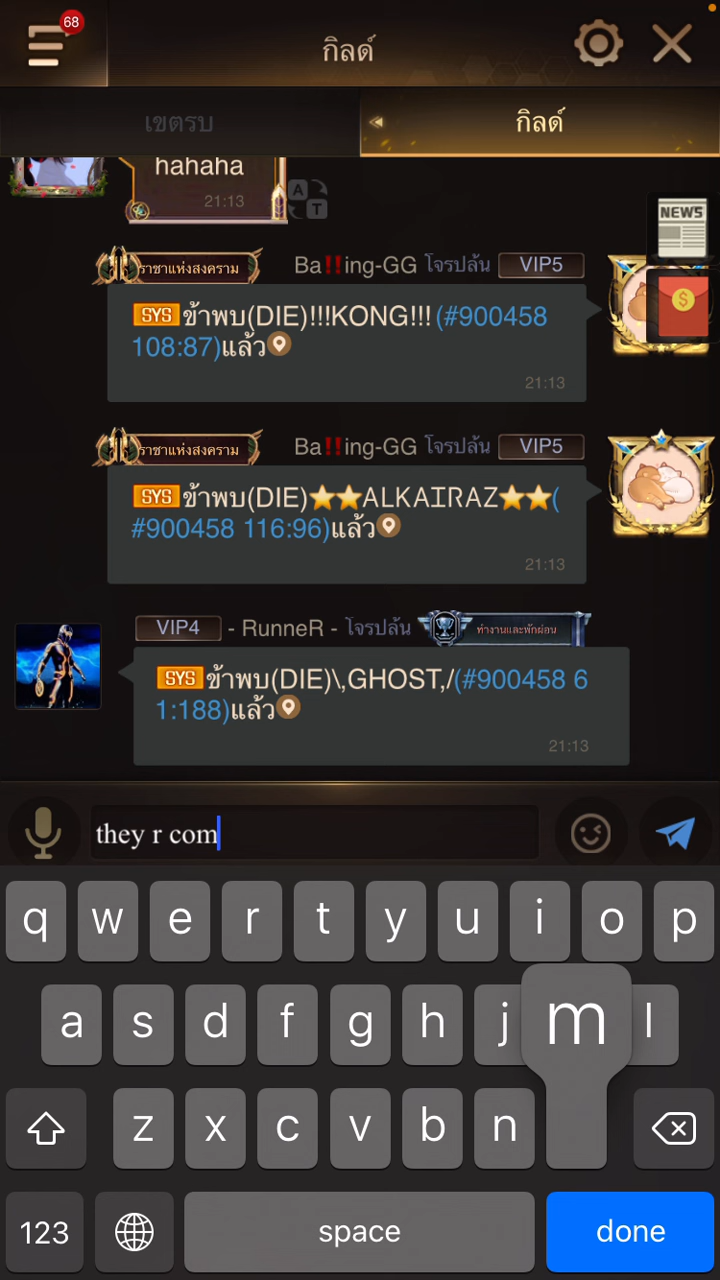 68
กิลด์
เขตรบ
กิลด์
hahaha
21:13
A
T
NEWS
$
ราชาแห่งสงคราม
Ba‼️ing-GG โจรปล้น VIP5
SYS ข้าพบ(DIE)!!!KONG!!!(#900458
108:87)แล้ว
21:13
ราชาแห่งสงคราม
Ba‼️ing-GG โจรปล้น VIP5
SYS ข้าพบ(DIE)⭐⭐ALKAIRAZ⭐⭐(
#900458 116:96)แล้ว
21:13
VIP4 - RunneR - โจรปล้น ทำงานและพักผ่อน
SYS ข้าพบ(DIE)\,GHOST,/(#900458 6
1:188)แล้ว
21:13
they r com
q w e r t y u i o p
a s d f g h j m l
z x c v b n
123 space done